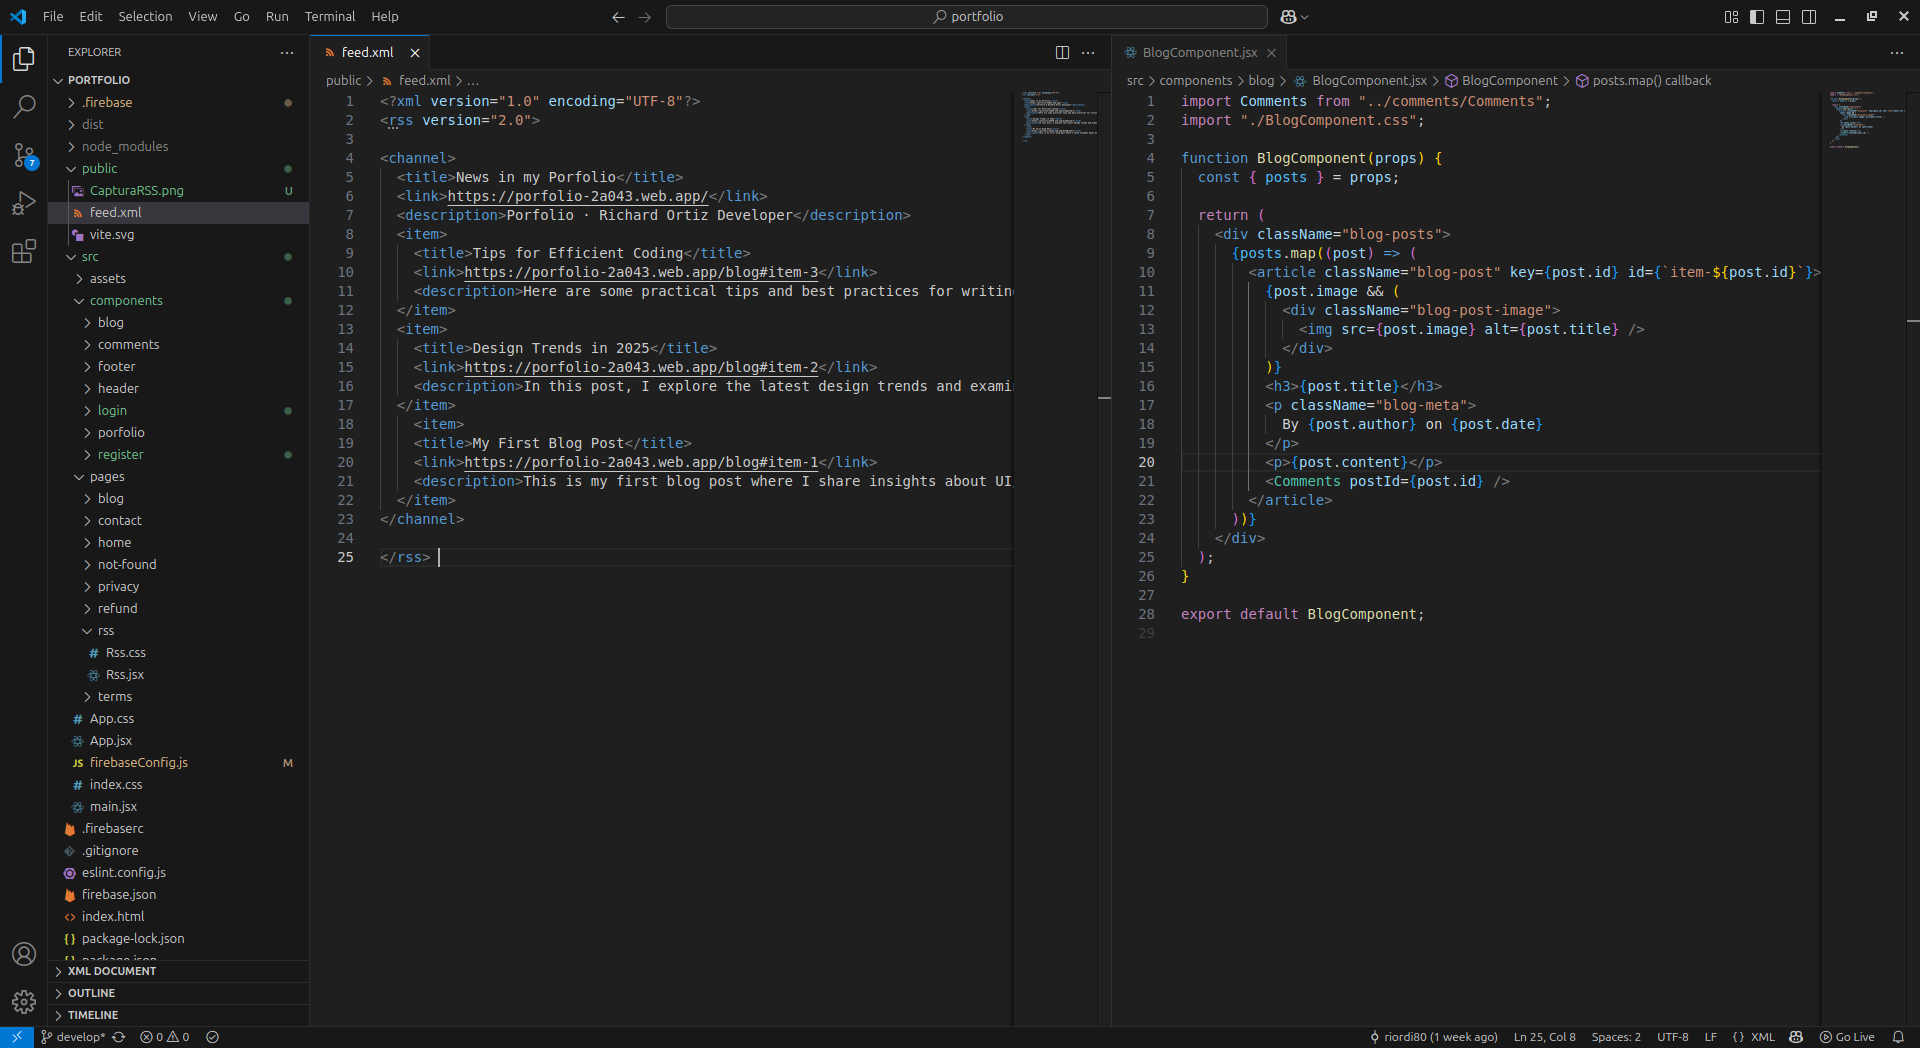 File Edit Selection View Go Run Terminal Help
portfolio
EXPLORER
PORTFOLIO
.firebase
dist
node_modules
public
CapturaRSS.png U
feed.xml
vite.svg
src
assets
components
blog
comments
footer
header
login
porfolio
register
pages
blog
contact
home
not-found
privacy
refund
rss
Rss.css
Rss.jsx
terms
App.css
App.jsx
firebaseConfig.js M
index.css
main.jsx
.firebaserc
.gitignore
eslint.config.js
firebase.json
index.html
package-lock.json
package.json
XML DOCUMENT
OUTLINE
TIMELINE
feed.xml
public > feed.xml > ...
1 <?xml version="1.0" encoding="UTF-8"?>
2 <rss version="2.0">
3
4 <channel>
5 <title>News in my Porfolio</title>
6 <link>https://porfolio-2a043.web.app/</link>
7 <description>Porfolio · Richard Ortiz Developer</description>
8 <item>
9 <title>Tips for Efficient Coding</title>
10 <link>https://porfolio-2a043.web.app/blog#item-3</link>
11 <description>Here are some practical tips and best practices for writing
12 </item>
13 <item>
14 <title>Design Trends in 2025</title>
15 <link>https://porfolio-2a043.web.app/blog#item-2</link>
16 <description>In this post, I explore the latest design trends and exami
17 </item>
18 <item>
19 <title>My First Blog Post</title>
20 <link>https://porfolio-2a043.web.app/blog#item-1</link>
21 <description>This is my first blog post where I share insights about UI
22 </item>
23 </channel>
24
25 </rss>
BlogComponent.jsx
src > components > blog > BlogComponent.jsx > BlogComponent > posts.map() callback
1 import Comments from "../comments/Comments";
2 import "./BlogComponent.css";
3
4 function BlogComponent(props) {
5 const { posts } = props;
6
7 return (
8 <div className="blog-posts">
9 {posts.map((post) => (
10 <article className="blog-post" key={post.id} id={`item-${post.id}`}>
11 {post.image && (
12 <div className="blog-post-image">
13 <img src={post.image} alt={post.title} />
14 </div>
15 )}
16 <h3>{post.title}</h3>
17 <p className="blog-meta">
18 By {post.author} on {post.date}
19 </p>
20 <p>{post.content}</p>
21 <Comments postId={post.id} />
22 </article>
23 ))}
24 </div>
25 );
26 }
27
28 export default BlogComponent;
29
7
develop* 0 0
riordi80 (1 week ago) Ln 25, Col 8 Spaces: 2 UTF-8 LF {} XML Go Live